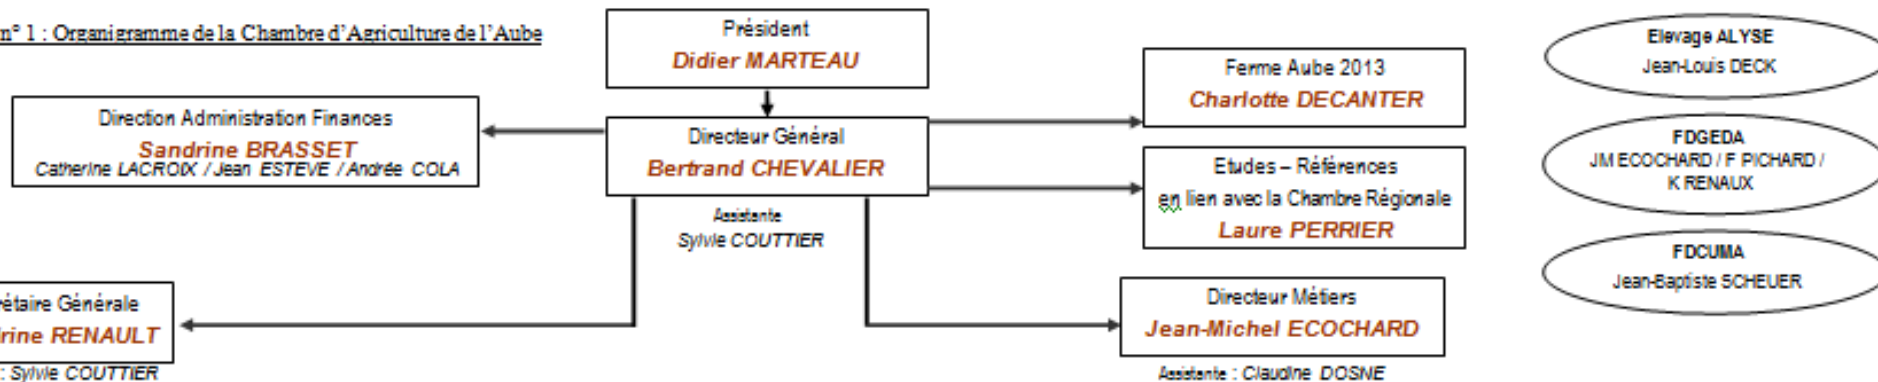 n° 1 : Organigramme de la Chambre d'Agriculture de l'Aube
Président
Didier MARTEAU
Direction Administration Finances
Sandrine BRASSET
Catherine LACROIX / Jean ESTEVE / Andrée COLA
Directeur Général
Bertrand CHEVALIER
Assistante
Sylvie COUTTIER
Ferme Aube 2013
Charlotte DECANTER
Etudes – Références
en lien avec la Chambre Régionale
Laure PERRIER
Elevage ALYSE
Jean-Louis DECK
FDGEDA
JM ECOCHARD / F PICHARD /
K RENAUX
FDCUMA
Jean-Baptiste SCHEUER
rétaire Générale
rine RENAULT
: Sylvie COUTTIER
Directeur Métiers
Jean-Michel ECOCHARD
Assistante : Claudine DOSNE